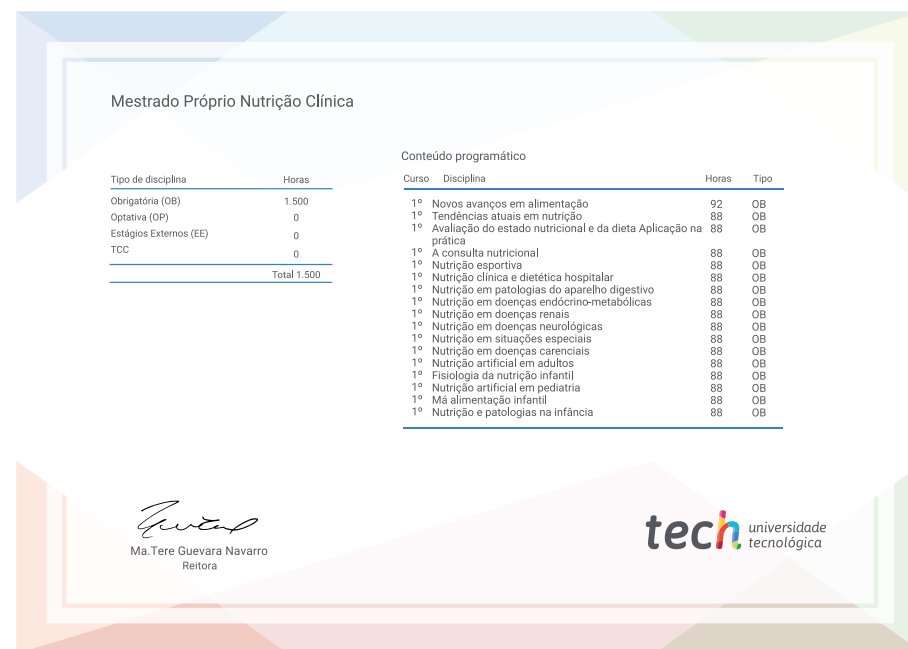 Mestrado Próprio Nutrição Clínica
Tipo de disciplina Horas
Obrigatória (OB) 1.500
Optativa (OP) 0
Estágios Externos (EE) 0
TCC 0
Total 1.500
Conteúdo programático
Curso Disciplina Horas Tipo
1º Novos avanços em alimentação 92 OB
1º Tendências atuais em nutrição 88 OB
1º Avaliação do estado nutricional e da dieta Aplicação na 88 OB
prática
1º A consulta nutricional 88 OB
1º Nutrição esportiva 88 OB
1º Nutrição clínica e dietética hospitalar 88 OB
1º Nutrição em patologias do aparelho digestivo 88 OB
1º Nutrição em doenças endócrino-metabólicas 88 OB
1º Nutrição em doenças renais 88 OB
1º Nutrição em doenças neurológicas 88 OB
1º Nutrição em situações especiais 88 OB
1º Nutrição em doenças carenciais 88 OB
1º Nutrição artificial em adultos 88 OB
1º Fisiologia da nutrição infantil 88 OB
1º Nutrição artificial em pediatria 88 OB
1º Má alimentação infantil 88 OB
1º Nutrição e patologias na infância 88 OB
Ma.Tere Guevara Navarro
Reitora
tech universidade
tecnológica